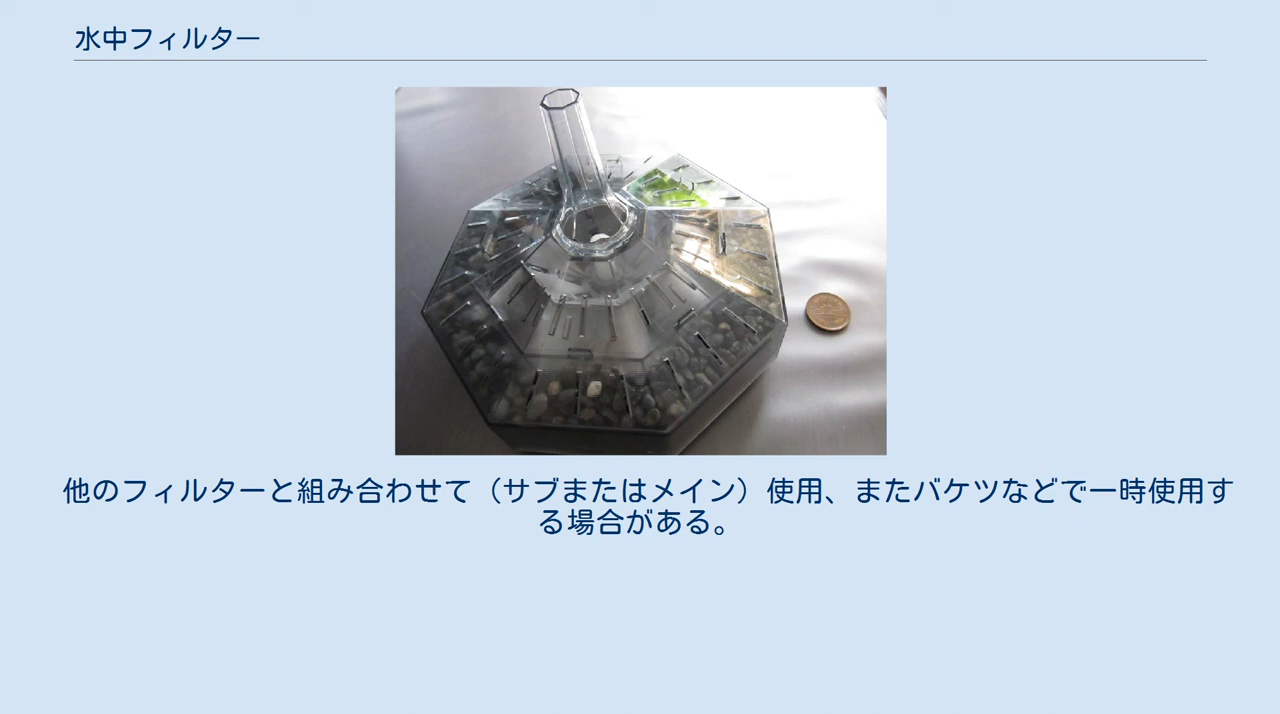 水中フィルター
他のフィルターと組み合わせて（サブまたはメイン）使用、またバケツなどで一時使用す
る場合がある。